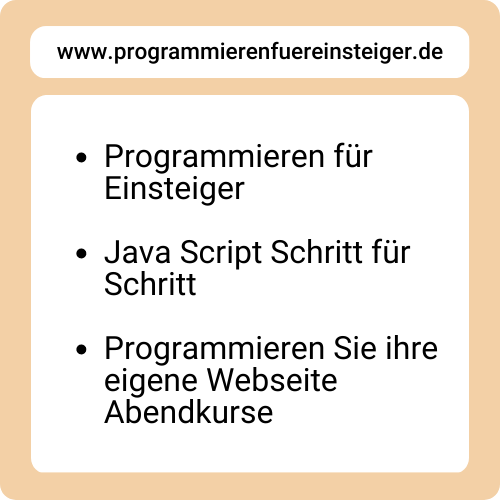 www.programmierenfuereinsteiger.de
• Programmieren für
Einsteiger
• Java Script Schritt für
Schritt
• Programmieren Sie ihre
eigene Webseite
Abendkurse